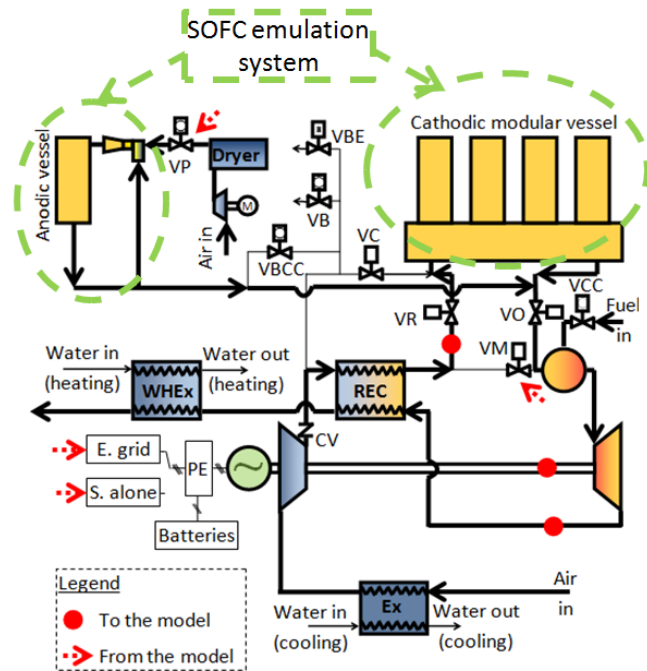 SOFC emulation
system
Cathodic modular vessel
Anodic vessel
VP
Dryer
M
Air in
VBE
VB
VBCC
VC
VR
VO
VCC
Fuel
in
VM
Water in
(heating)
Water out
(heating)
WHEx
REC
CV
E. grid
S. alone
PE
Batteries
Air
in
Ex
Water in
(cooling)
Water out
(cooling)
Legend
To the model
From the model